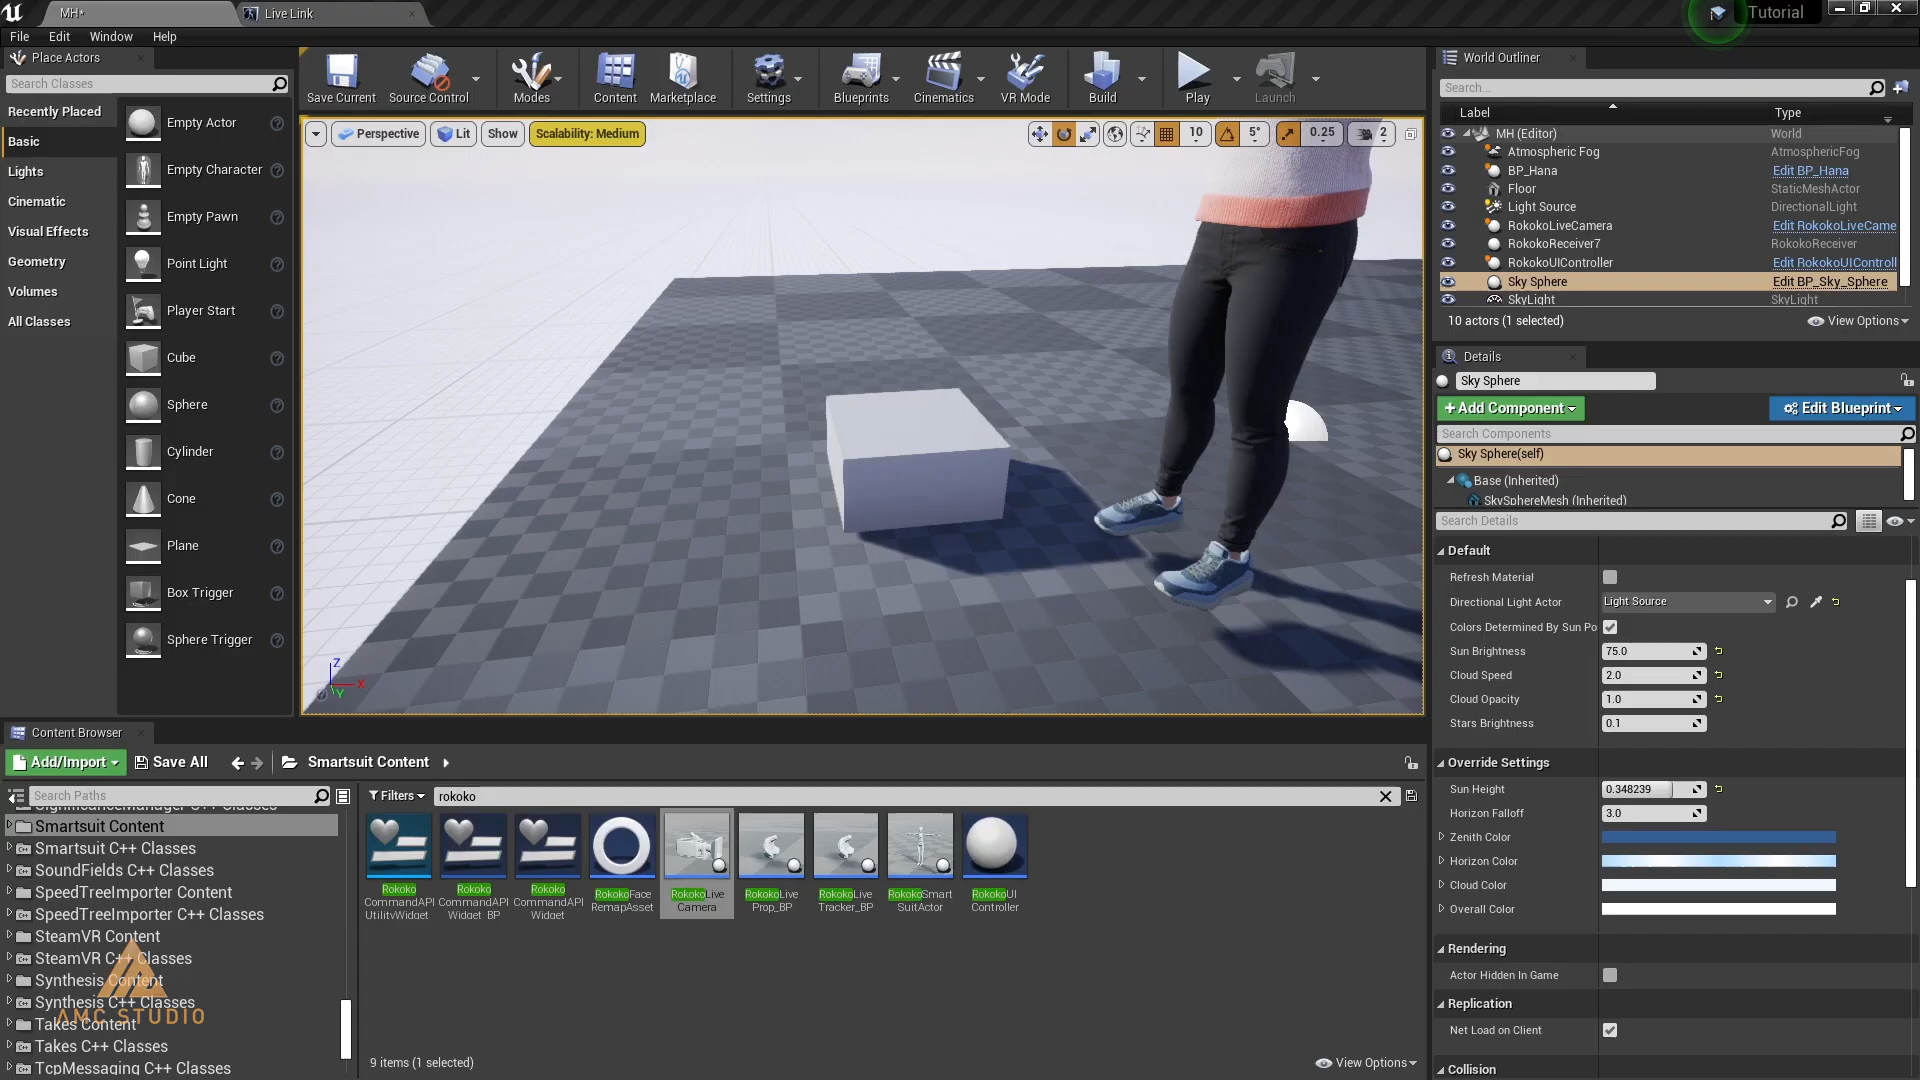 MH*
Live Link
Tutorial
File Edit Window Help
Place Actors
Search Classes
Recently Placed
Basic
Lights
Cinematic
Visual Effects
Geometry
Volumes
All Classes
Empty Actor
Empty Character
Empty Pawn
Point Light
Player Start
Cube
Sphere
Cylinder
Cone
Plane
Box Trigger
Sphere Trigger
Save Current
Source Control
Modes
Content
Marketplace
Settings
Blueprints
Cinematics
VR Mode
Build
Play
Launch
Perspective
Lit
Show
Scalability: Medium
10
5°
0.25
2
Z
X
Y
World Outliner
Search...
Label Type
MH (Editor) World
Atmospheric Fog AtmosphericFog
BP_Hana Edit BP_Hana
Floor StaticMeshActor
Light Source DirectionalLight
RokokoLiveCamera Edit RokokoLiveCame
RokokoReceiver7 RokokoReceiver
RokokoUIController Edit RokokoUIControll
Sky Sphere Edit BP_Sky_Sphere
SkyLight SkyLight
10 actors (1 selected)
View Options
Details
Sky Sphere
+ Add Component
Edit Blueprint
Search Components
Sky Sphere(self)
Base (Inherited)
SkySphereMesh (Inherited)
Search Details
Default
Refresh Material
Directional Light Actor Light Source
Colors Determined By Sun Po
Sun Brightness 75.0
Cloud Speed 2.0
Cloud Opacity 1.0
Stars Brightness 0.1
Override Settings
Sun Height 0.348239
Horizon Falloff 3.0
Zenith Color
Horizon Color
Cloud Color
Overall Color
Rendering
Actor Hidden In Game
Replication
Net Load on Client
Collision
Content Browser
Add/Import
Save All
Smartsuit Content
Search Paths
Filters
rokoko
SignificanceManager C++ Classes
Smartsuit Content
Smartsuit C++ Classes
SoundFields C++ Classes
SpeedTreeImporter Content
SpeedTreeImporter C++ Classes
SteamVR Content
SteamVR C++ Classes
Synthesis Content
Synthesis C++ Classes
Takes Content
Takes C++ Classes
TcpMessaging C++ Classes
AMC STUDIO
Rokoko
CommandAPI
UtilityWidget
Rokoko
CommandAPI
Widget_BP
Rokoko
CommandAPI
Widget
RokokoFace
RemapAsset
RokokoLive
Camera
RokokoLive
Prop_BP
RokokoLive
Tracker_BP
RokokoSmart
SuitActor
RokokoUI
Controller
9 items (1 selected)
View Options